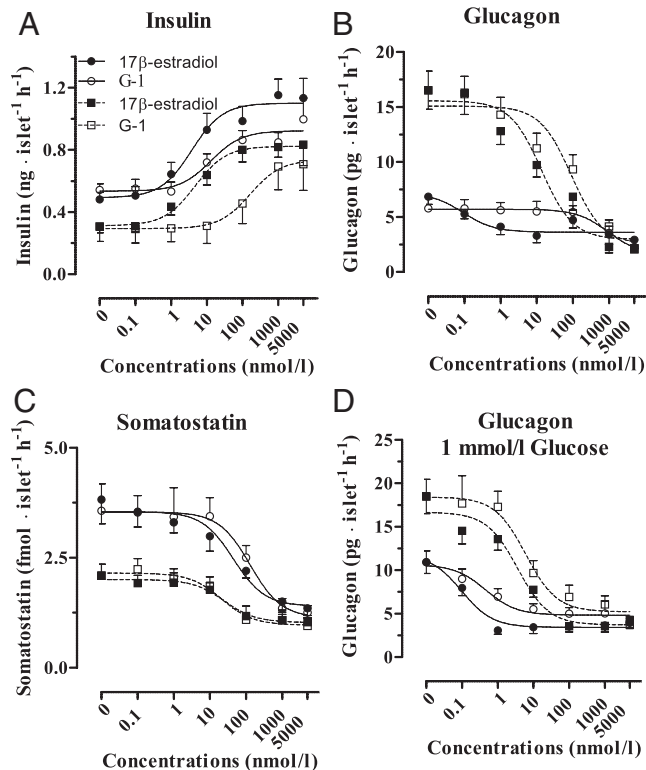 A
Insulin
Insulin (ng · islet⁻¹ h⁻¹)
1.2
0.8
0.4
0.0
17β-estradiol
G-1
17β-estradiol
G-1
0
0.1
1
10
100
1000
5000
Concentrations (nmol/l)
B
Glucagon
Glucagon (pg · islet⁻¹ h⁻¹)
20
15
10
5
0
0
0.1
1
10
100
1000
5000
Concentrations (nmol/l)
C
Somatostatin
Somatostatin (fmol · islet⁻¹ h⁻¹)
5.0
2.5
0.0
0
0.1
1
10
100
1000
5000
Concentrations (nmol/l)
D
Glucagon
1 mmol/l Glucose
Glucagon (pg · islet⁻¹ h⁻¹)
25
20
15
10
5
0
0
0.1
1
10
100
1000
5000
Concentrations (nmol/l)